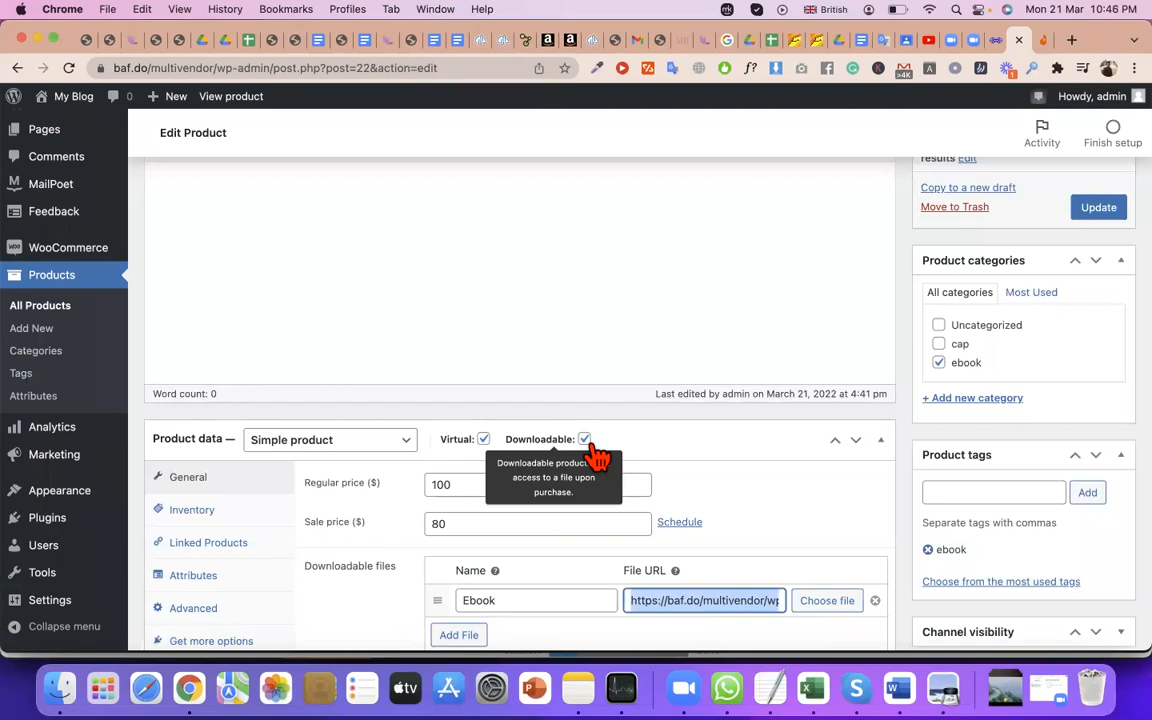 Chrome File Edit View History Bookmarks Profiles Tab Window Help British Mon 21 Mar 10:46 PM
baf.do/multivendor/wp-admin/post.php?post=22&action=edit
My Blog 0 New View product Howdy, admin
Pages
Comments
MailPoet
Feedback
WooCommerce
Products
All Products
Add New
Categories
Tags
Attributes
Analytics
Marketing
Appearance
Plugins
Users
Tools
Settings
Collapse menu
Edit Product
Activity
Finish setup
results Edit
Copy to a new draft
Move to Trash
Update
Word count: 0
Last edited by admin on March 21, 2022 at 4:41 pm
Product data — Simple product Virtual: Downloadable:
Downloadable product
access to a file upon
purchase.
General
Inventory
Linked Products
Attributes
Advanced
Get more options
Regular price ($) 100
Sale price ($) 80 Schedule
Downloadable files
Name File URL
Ebook https://baf.do/multivendor/wp Choose file
Add File
Product categories
All categories Most Used
Uncategorized
cap
ebook
+ Add new category
Product tags
Add
Separate tags with commas
ebook
Choose from the most used tags
Channel visibility